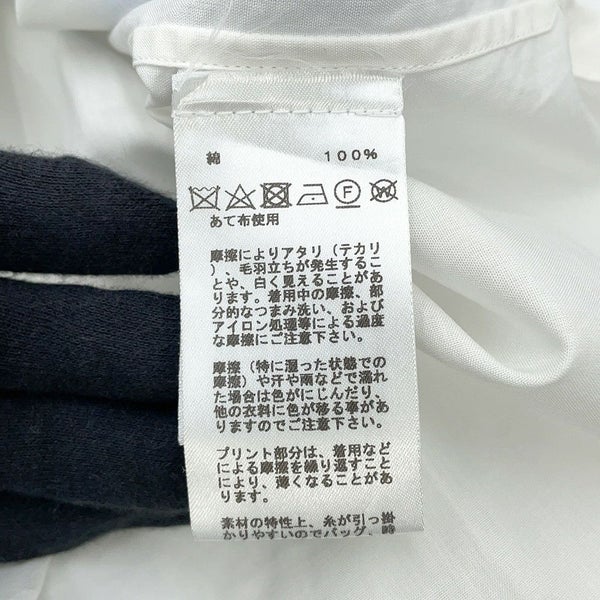 綿 100%
F W
あて布使用
摩擦によりアタリ（テカリ
）、毛羽立ちが発生するこ
とや、白く見えることがあ
ります。着用中の摩擦、部
分的なつまみ洗い、および
アイロン処理等による過度
な摩擦にご注意下さい。
摩擦（特に湿った状態での
摩擦）や汗や雨などで濡れ
た場合は色がにじんだり、
他の衣料に色が移る事があ
りますのでご注意下さい。
プリント部分は、着用など
による摩擦を繰り返すこと
により、薄くなることがあ
ります。
素材の特性上、糸が引っ掛
かりやすいのでバッグ、時